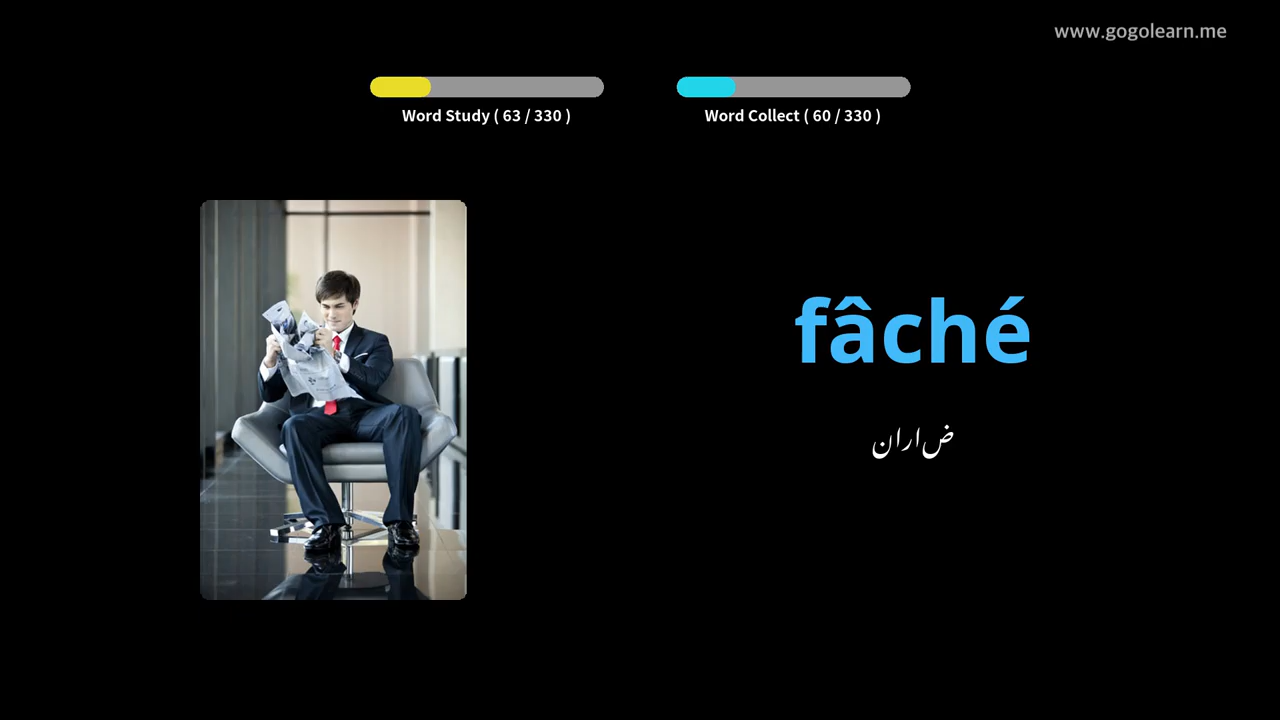 www.gogolearn.me
Word Study ( 63 / 330 )
Word Collect ( 60 / 330 )
fâché
ض‌اران